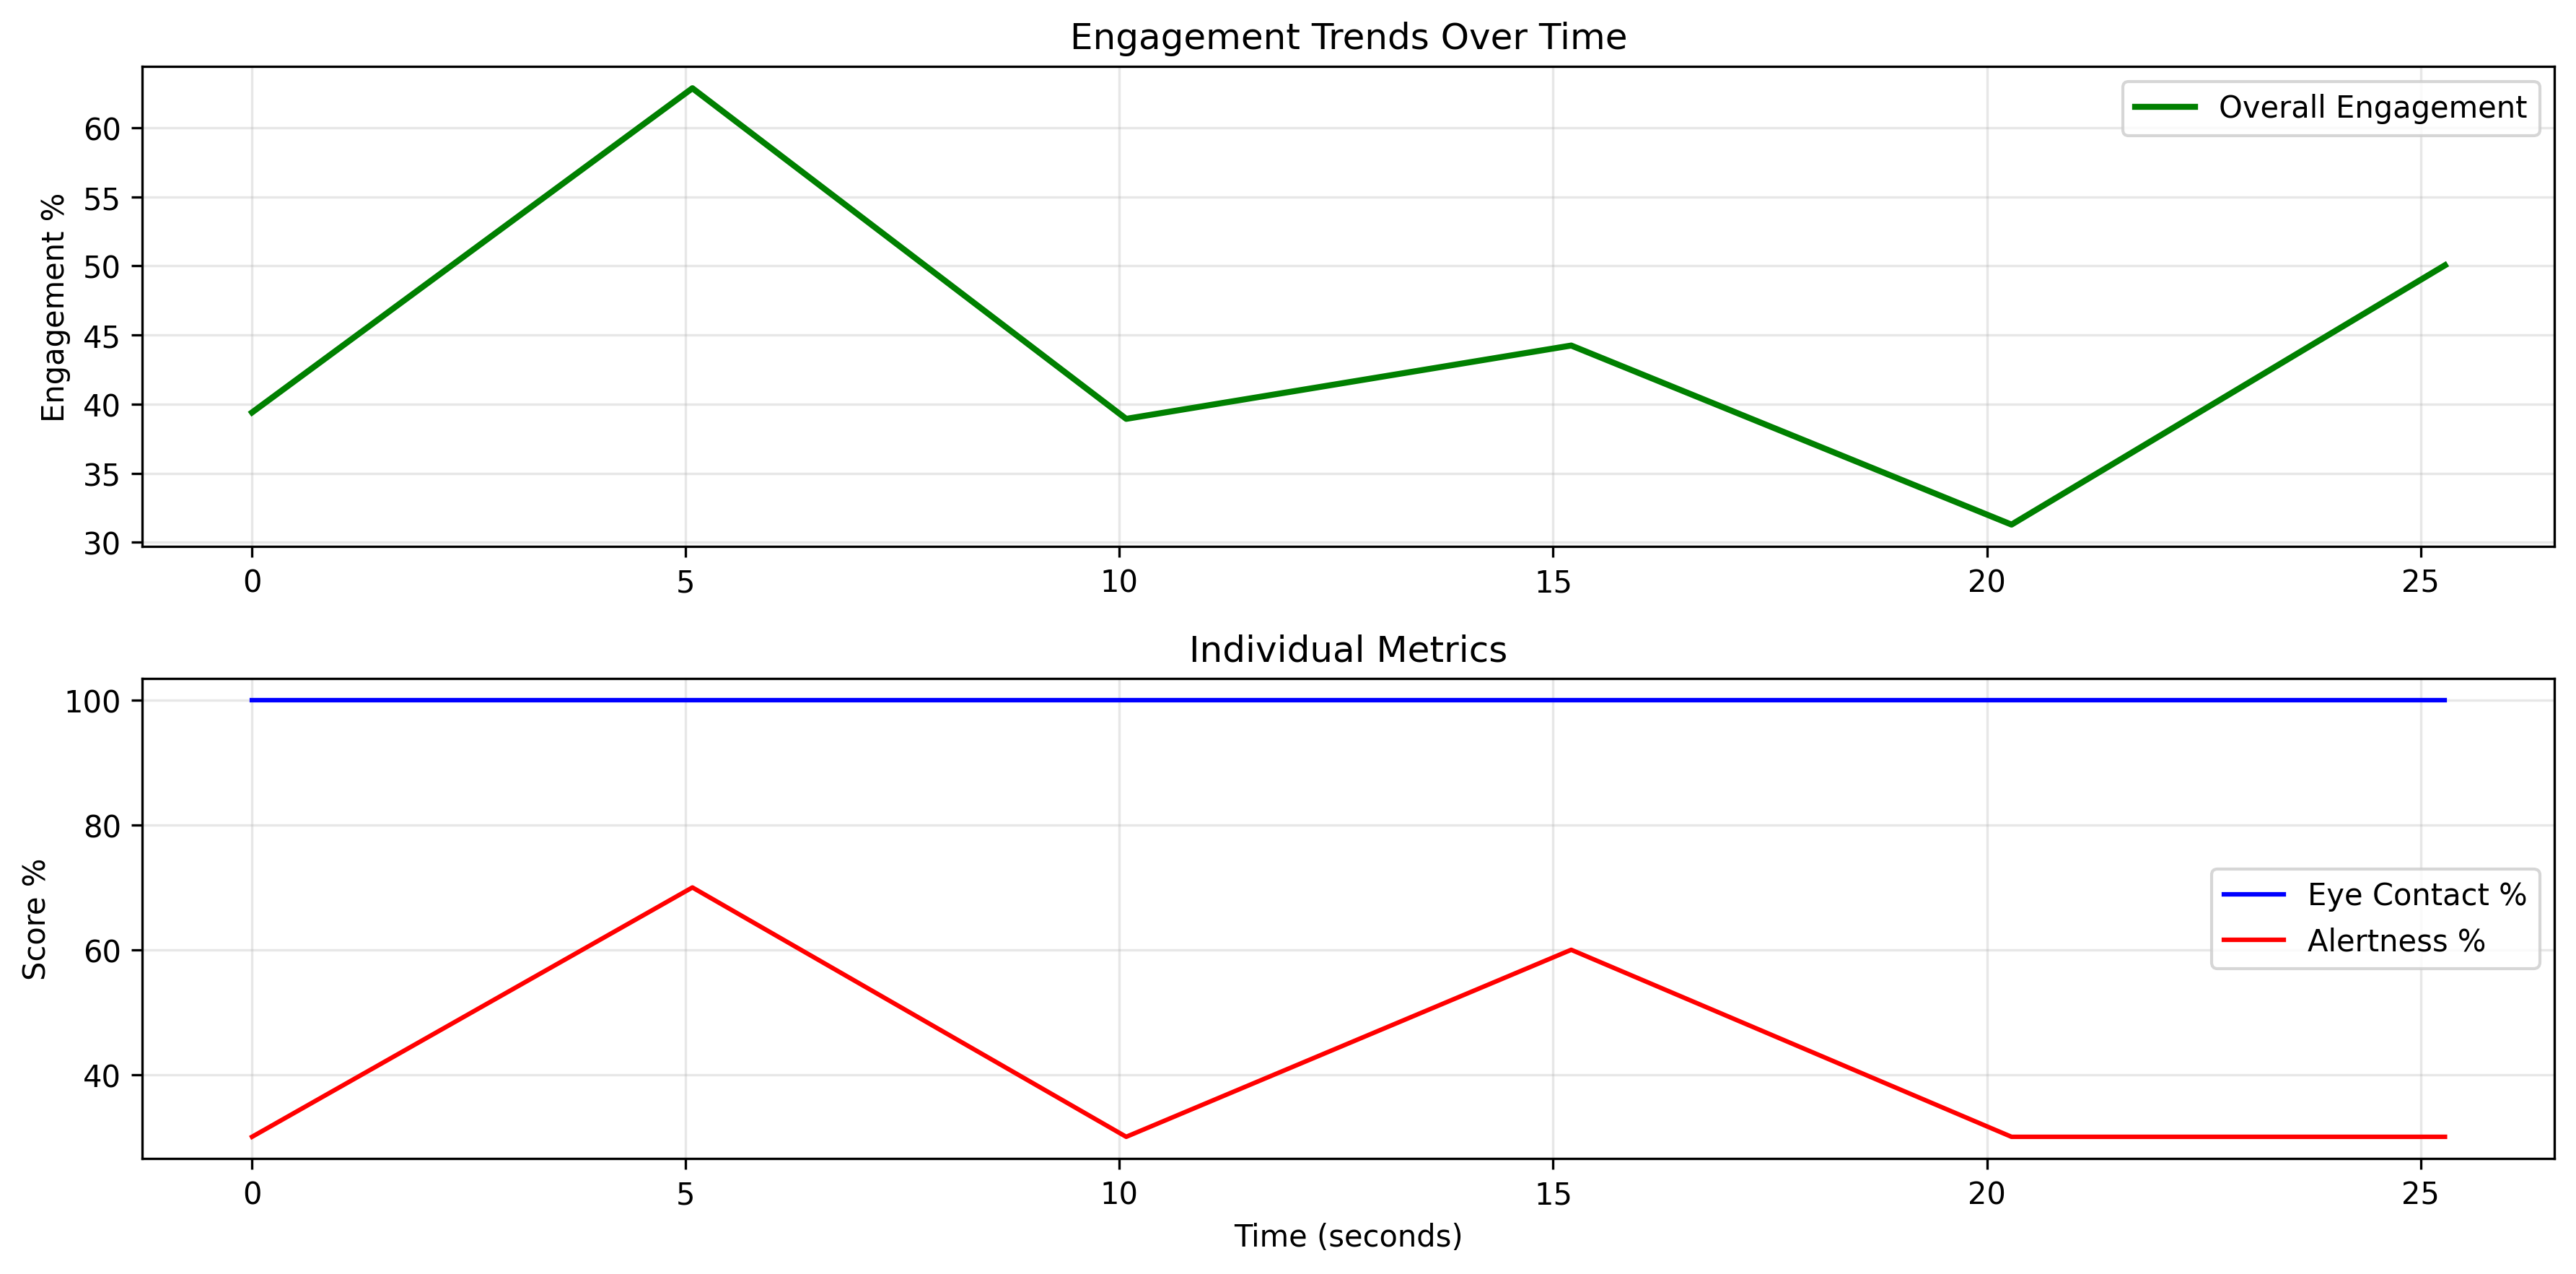 Engagement Trends Over Time
Overall Engagement
Engagement %
60
55
50
45
40
35
30
0 5 10 15 20 25
Individual Metrics
Score %
100
80
60
40
Eye Contact %
Alertness %
0 5 10 15 20 25
Time (seconds)